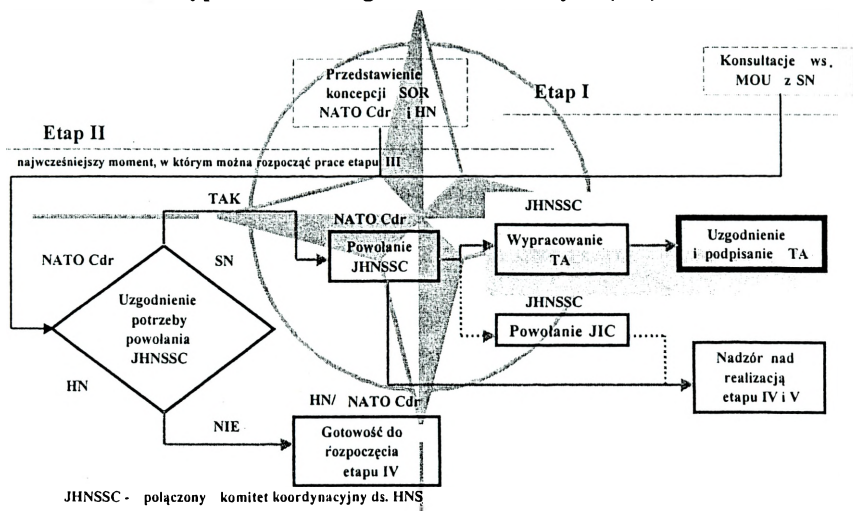 Konsultacje ws.
MOU z SN
Przedstawienie
koncepcji SOR
NATO Cdr i HN
Etap I
Etap II
najwcześniejszy moment, w którym można rozpocząć prace etapu III
TAK
NATO Cdr
SN
Uzgodnienie
potrzeby
powołania
JHNSSC
HN
NIE
NATO Cdr
Powołanie
JHNSSC
JHNSSC
Wypracowanie
TA
Uzgodnienie
i podpisanie TA
JHNSSC
Powołanie JIC
Nadzór nad
realizacją
etapu IV i V
HN/ NATO Cdr
Gotowość do
rozpoczęcia
etapu IV
JHNSSC - połączony komitet koordynacyjny ds. HNS